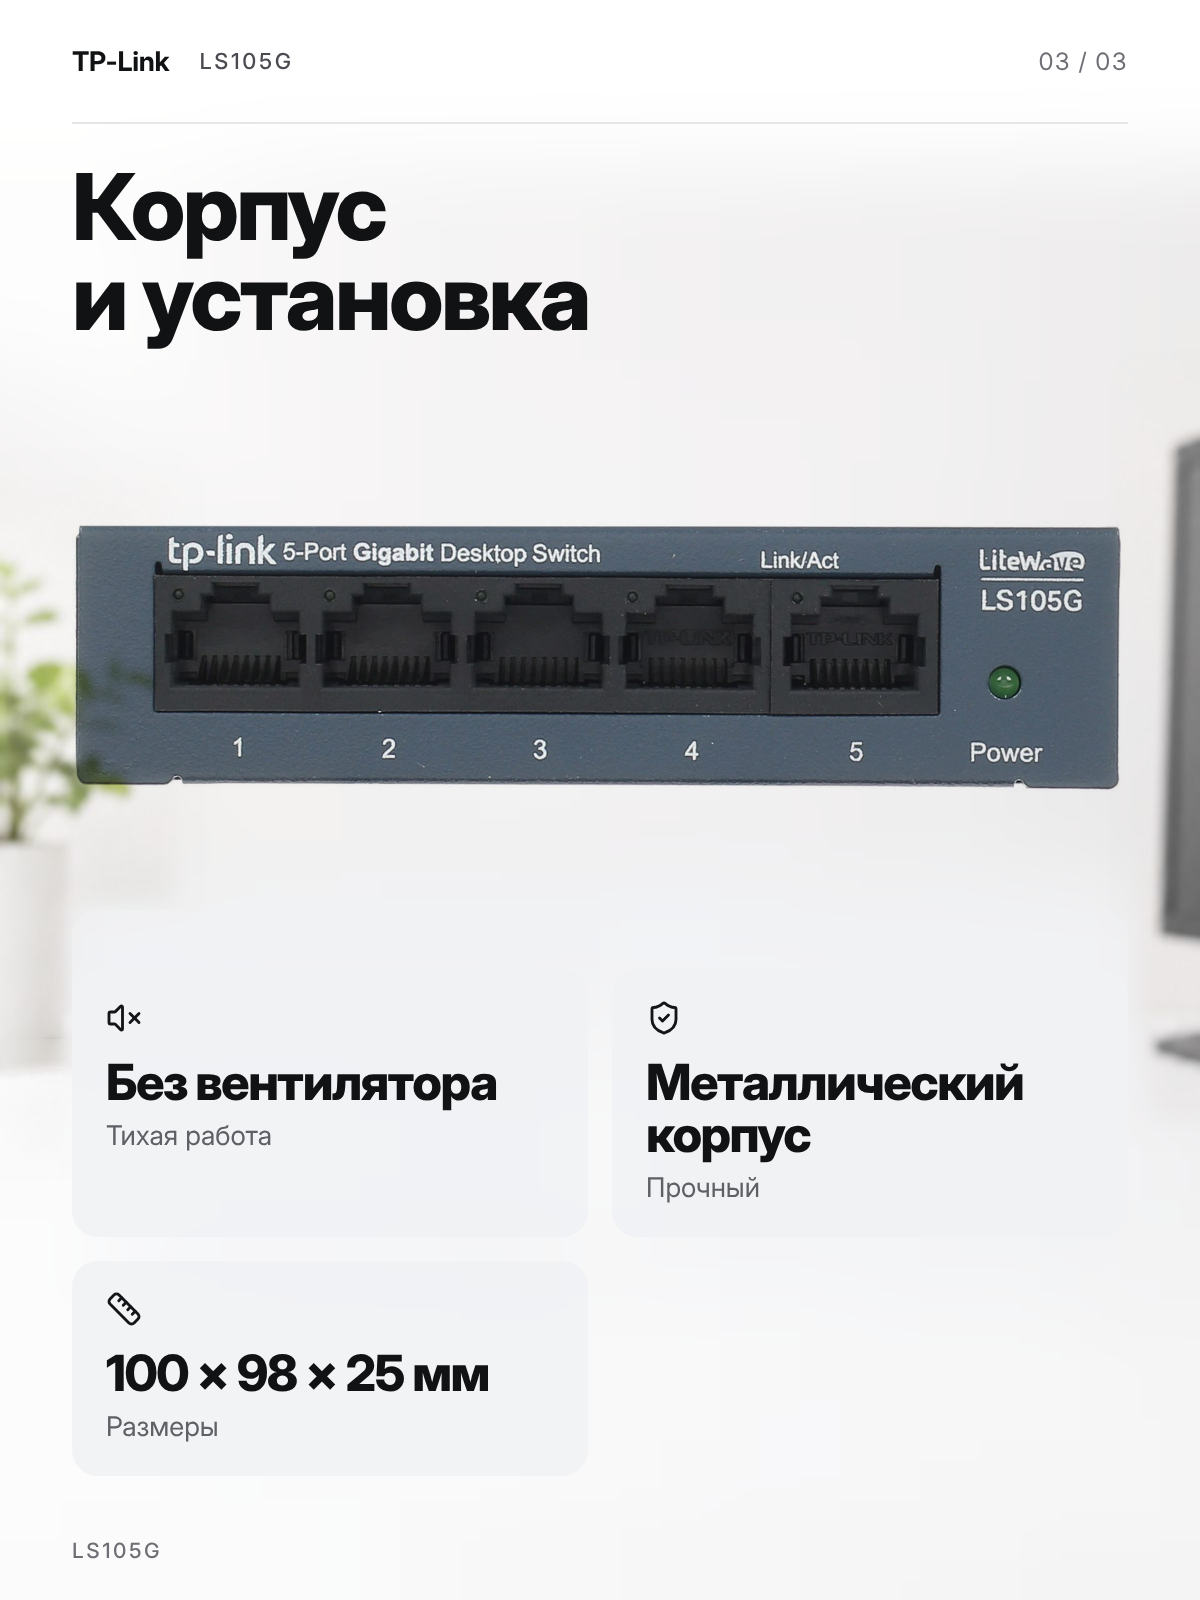 TP-Link LS105G 03 / 03
Корпус
и установка
tp-link 5-Port Gigabit Desktop Switch Link/Act LiteWave
LS105G
TP-LINK TP-LINK
1 2 3 4 5 Power
Без вентилятора
Тихая работа
Металлический
корпус
Прочный
100 × 98 × 25 мм
Размеры
LS105G